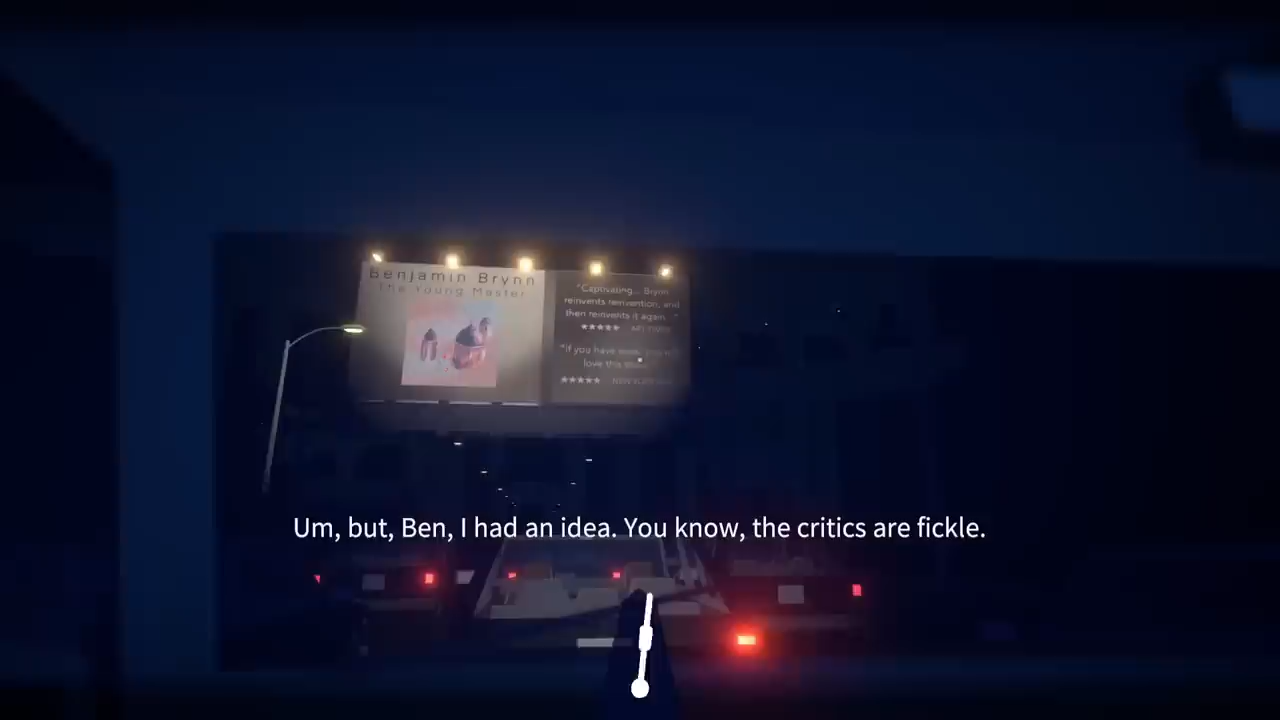 Benjamin Brynn
The Young Master
"Captivating... Brynn
reinvents reinvention, and
then reinvents it again..."
★★★★★
"If you have
love this
★★★★★
Um, but, Ben, I had an idea. You know, the critics are fickle.